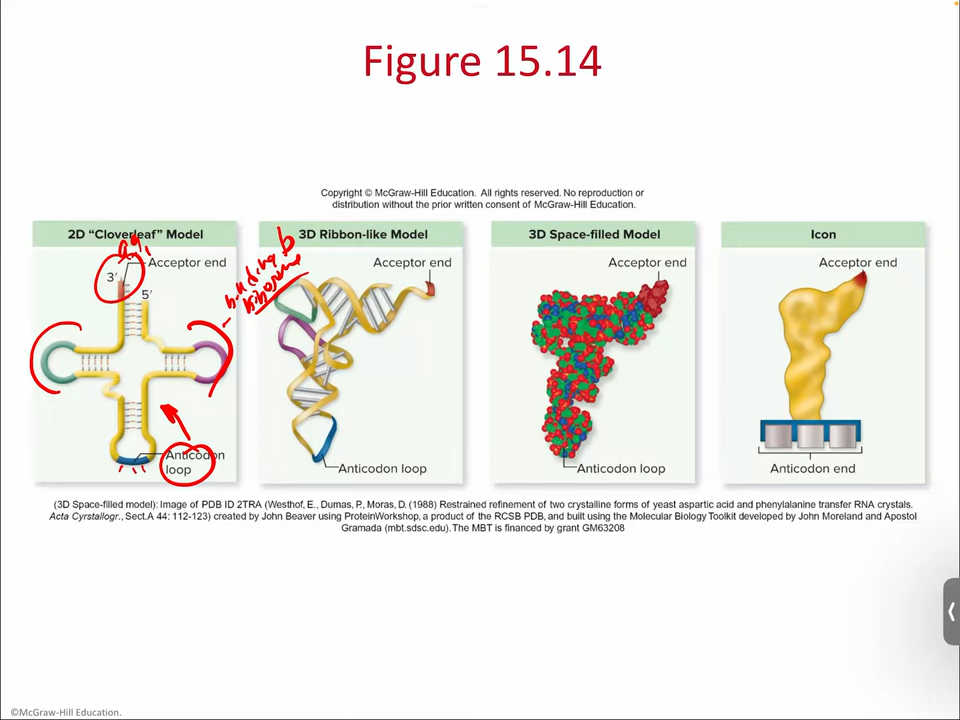 Figure 15.14
Copyright © McGraw-Hill Education. All rights reserved. No reproduction or
distribution without the prior written consent of McGraw-Hill Education.
2D “Cloverleaf” Model
a.a.
3′
Acceptor end
5′
binding
ribosome
Anticodon
loop
3D Ribbon-like Model
Acceptor end
Anticodon loop
3D Space-filled Model
Acceptor end
Anticodon loop
Icon
Acceptor end
Anticodon end
(3D Space-filled model): Image of PDB ID 2TRA (Westhof, E., Dumas, P., Moras, D. (1988) Restrained refinement of two crystalline forms of yeast aspartic acid and phenylalanine transfer RNA crystals.
Acta Cyrstallogr., Sect.A 44: 112-123) created by John Beaver using ProteinWorkshop, a product of the RCSB PDB, and built using the Molecular Biology Toolkit developed by John Moreland and Apostol
Gramada (mbt.sdsc.edu).The MBT is financed by grant GM63208
©McGraw-Hill Education.